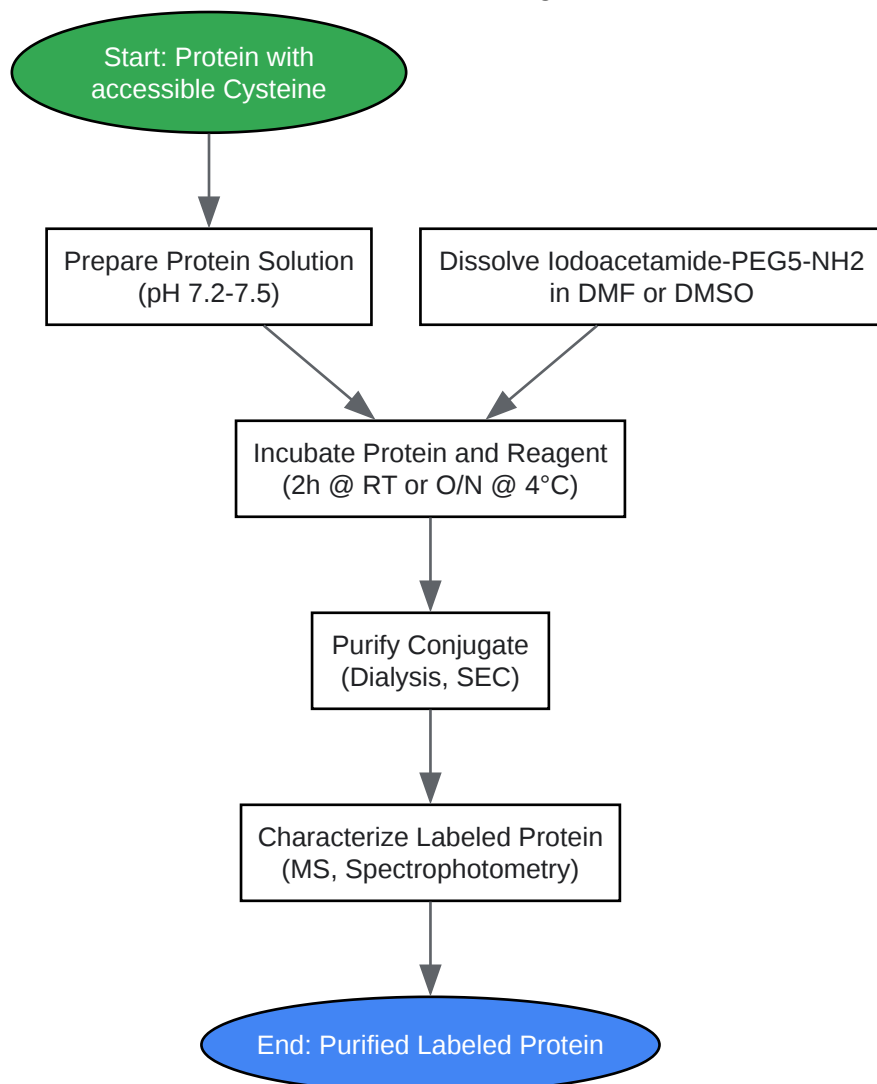 Start: Protein with
accessible Cysteine
Prepare Protein Solution
(pH 7.2-7.5)
Dissolve Iodoacetamide-PEG5-NH2
in DMF or DMSO
Incubate Protein and Reagent
(2h @ RT or O/N @ 4°C)
Purify Conjugate
(Dialysis, SEC)
Characterize Labeled Protein
(MS, Spectrophotometry)
End: Purified Labeled Protein